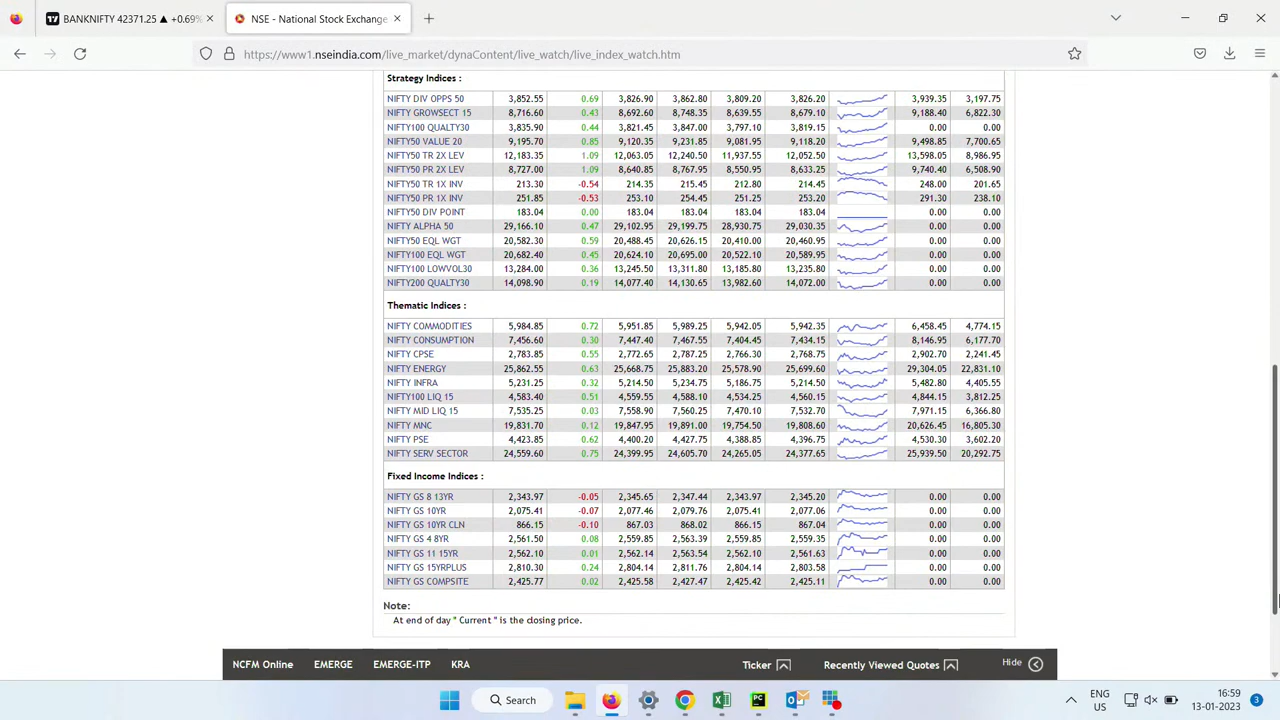 BANKNIFTY 42371.25 ▲ +0.69%
NSE - National Stock Exchange
https://www1.nseindia.com/live_market/dynaContent/live_watch/live_index_watch.htm
Strategy Indices :
NIFTY DIV OPPS 50 3,852.55 0.69 3,826.90 3,862.80 3,809.20 3,826.20 3,939.35 3,197.75
NIFTY GROWSECT 15 8,716.60 0.43 8,692.60 8,748.35 8,639.55 8,679.10 9,188.40 6,822.30
NIFTY100 QUALTY30 3,835.90 0.44 3,821.45 3,847.00 3,797.10 3,819.15 0.00 0.00
NIFTY50 VALUE 20 9,195.70 0.85 9,120.35 9,231.85 9,081.95 9,118.20 9,498.85 7,700.65
NIFTY50 TR 2X LEV 12,183.35 1.09 12,063.05 12,240.50 11,937.55 12,052.50 13,598.05 8,986.95
NIFTY50 PR 2X LEV 8,727.00 1.09 8,640.85 8,767.95 8,550.95 8,633.25 9,740.40 6,508.90
NIFTY50 TR 1X INV 213.30 -0.54 214.35 215.45 212.80 214.45 248.00 201.65
NIFTY50 PR 1X INV 251.85 -0.53 253.10 254.45 251.25 253.20 291.30 238.10
NIFTY50 DIV POINT 183.04 0.00 183.04 183.04 183.04 183.04 0.00 0.00
NIFTY ALPHA 50 29,166.10 0.47 29,102.95 29,199.75 28,930.75 29,030.35 0.00 0.00
NIFTY50 EQL WGT 20,582.30 0.59 20,488.45 20,626.15 20,410.00 20,460.95 0.00 0.00
NIFTY100 EQL WGT 20,682.40 0.45 20,624.10 20,695.00 20,522.10 20,589.95 0.00 0.00
NIFTY100 LOWVOL30 13,284.00 0.36 13,245.50 13,311.80 13,185.80 13,235.80 0.00 0.00
NIFTY200 QUALTY30 14,098.90 0.19 14,077.40 14,130.65 13,982.60 14,072.00 0.00 0.00
Thematic Indices :
NIFTY COMMODITIES 5,984.85 0.72 5,951.85 5,989.25 5,942.05 5,942.35 6,458.45 4,774.15
NIFTY CONSUMPTION 7,456.60 0.30 7,447.40 7,467.55 7,404.45 7,434.15 8,146.95 6,177.70
NIFTY CPSE 2,783.85 0.55 2,772.65 2,787.25 2,766.30 2,768.75 2,902.70 2,241.45
NIFTY ENERGY 25,862.55 0.63 25,668.75 25,883.20 25,578.90 25,699.60 29,304.05 22,831.10
NIFTY INFRA 5,231.25 0.32 5,214.50 5,234.75 5,186.75 5,214.50 5,482.80 4,405.55
NIFTY100 LIQ 15 4,583.40 0.51 4,559.55 4,588.10 4,534.25 4,560.15 4,844.15 3,812.25
NIFTY MID LIQ 15 7,535.25 0.03 7,558.90 7,560.25 7,470.10 7,532.70 7,971.15 6,366.80
NIFTY MNC 19,831.70 0.12 19,847.95 19,891.00 19,754.50 19,808.60 20,626.45 16,805.30
NIFTY PSE 4,423.85 0.62 4,400.20 4,427.75 4,388.85 4,396.75 4,530.30 3,602.20
NIFTY SERV SECTOR 24,559.60 0.75 24,399.95 24,605.70 24,265.05 24,377.65 25,939.50 20,292.75
Fixed Income Indices :
NIFTY GS 8 13YR 2,343.97 -0.05 2,345.65 2,347.44 2,343.97 2,345.20 0.00 0.00
NIFTY GS 10YR 2,075.41 -0.07 2,077.46 2,079.76 2,075.41 2,077.06 0.00 0.00
NIFTY GS 10YR CLN 866.15 -0.10 867.03 868.02 866.15 867.04 0.00 0.00
NIFTY GS 4 8YR 2,561.50 0.08 2,559.85 2,563.39 2,559.85 2,559.35 0.00 0.00
NIFTY GS 11 15YR 2,562.10 0.01 2,562.14 2,563.54 2,562.10 2,561.63 0.00 0.00
NIFTY GS 15YRPLUS 2,810.30 0.24 2,804.14 2,811.76 2,804.14 2,803.58 0.00 0.00
NIFTY GS COMPSITE 2,425.77 0.02 2,425.58 2,427.47 2,425.42 2,425.11 0.00 0.00
Note:
At end of day " Current " is the closing price.
NCFM Online EMERGE EMERGE-ITP KRA Ticker Recently Viewed Quotes Hide
Search
ENG
US
16:59
13-01-2023
3